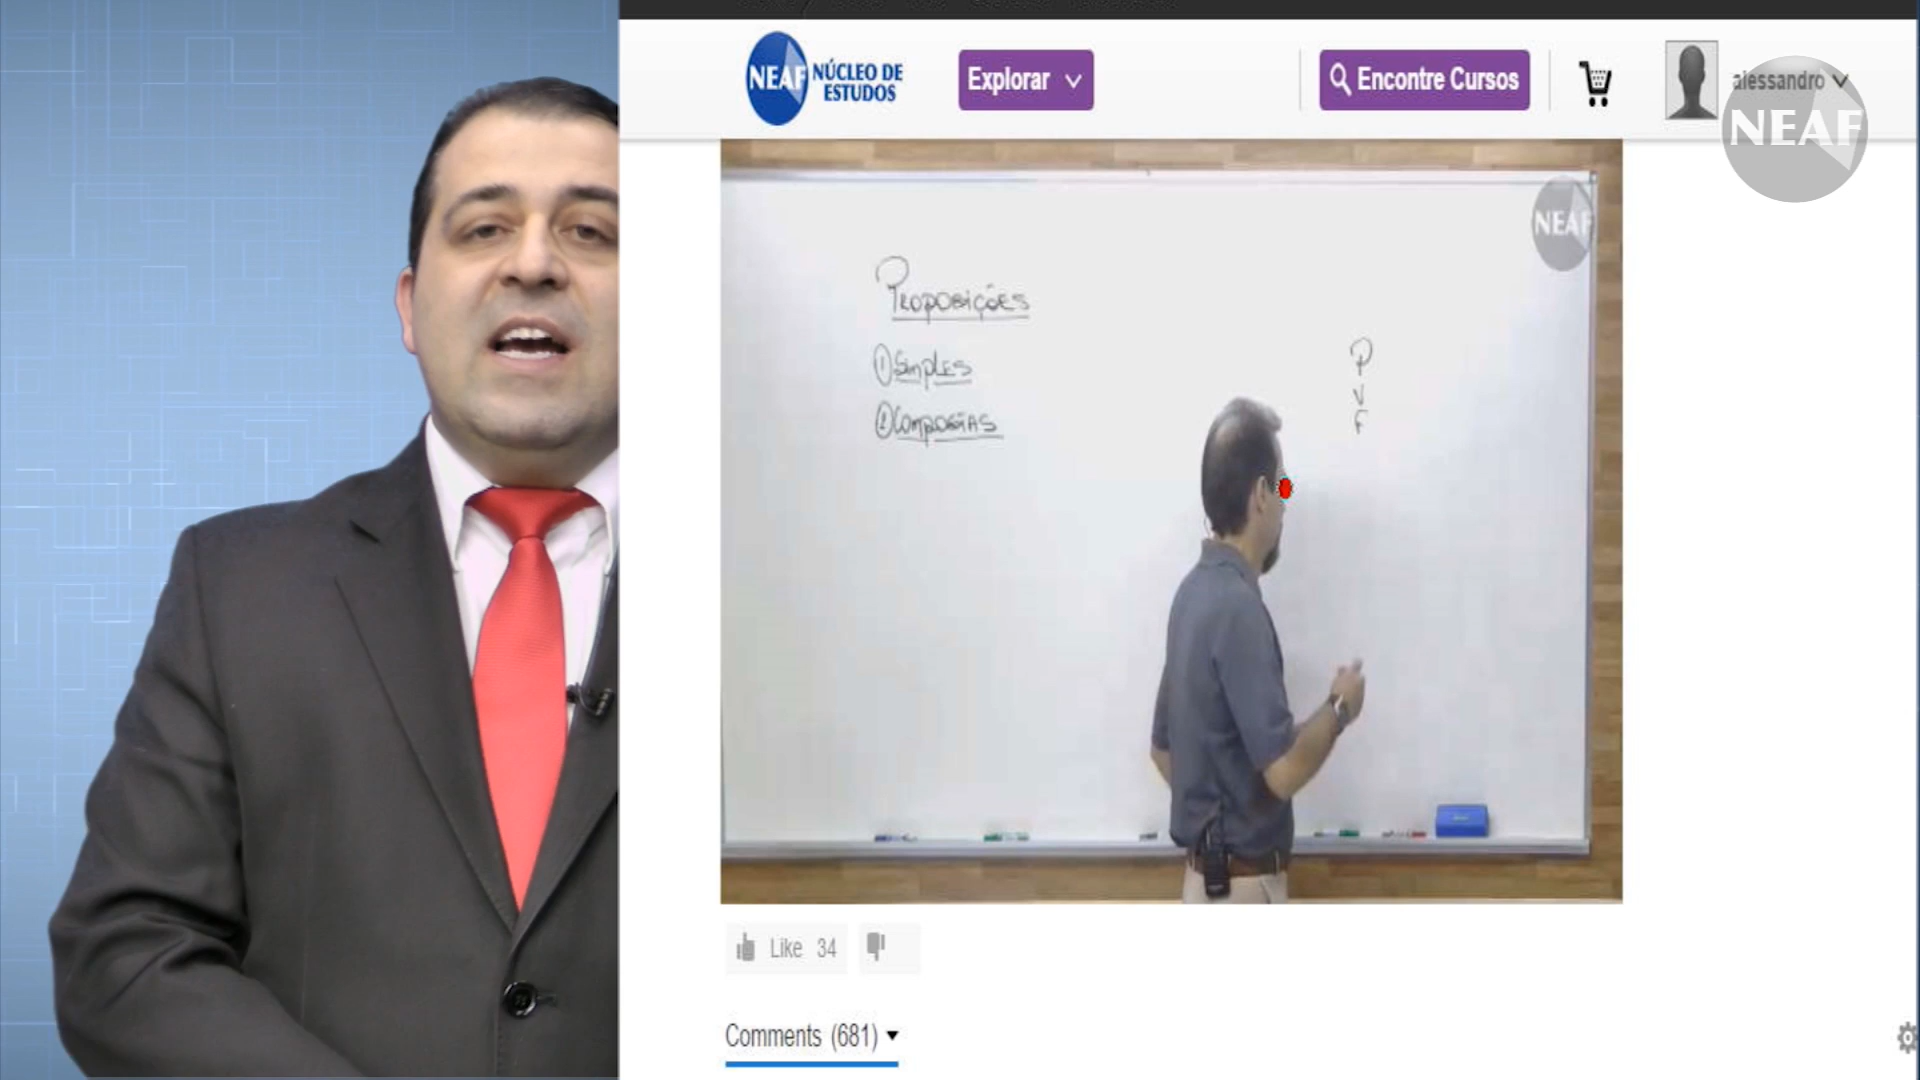 NEAF NÚCLEO DE
ESTUDOS
Explorar
Encontre Cursos
alessandro
NEAF
NEAF
PROPOSIÇÕES
① SIMPLES
② COMPOSTAS
P
V
F
Like 34
Comments (681)